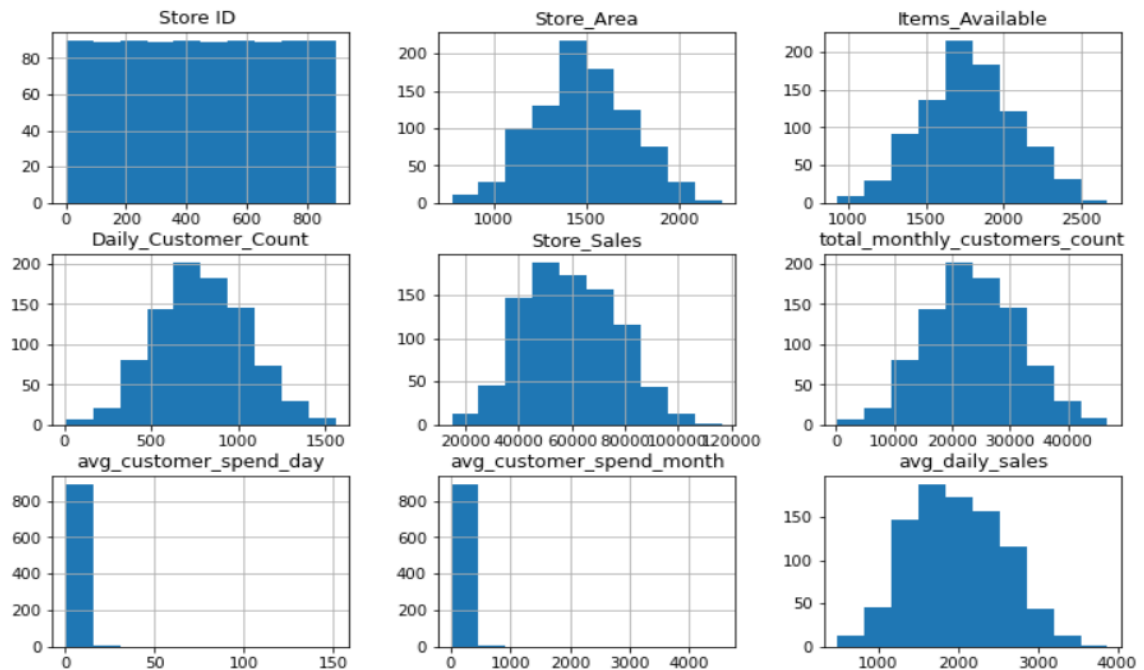 Store ID
80
60
40
20
0
0 200 400 600 800
Store_Area
200
150
100
50
0
1000 1500 2000
Items_Available
200
150
100
50
0
1000 1500 2000 2500
Daily_Customer_Count
200
150
100
50
0
0 500 1000 1500
Store_Sales
150
100
50
0
20000 40000 60000 80000 100000 120000
total_monthly_customers_count
200
150
100
50
0
0 10000 20000 30000 40000
avg_customer_spend_day
800
600
400
200
0
0 50 100 150
avg_customer_spend_month
800
600
400
200
0
0 1000 2000 3000 4000
avg_daily_sales
150
100
50
0
1000 2000 3000 4000